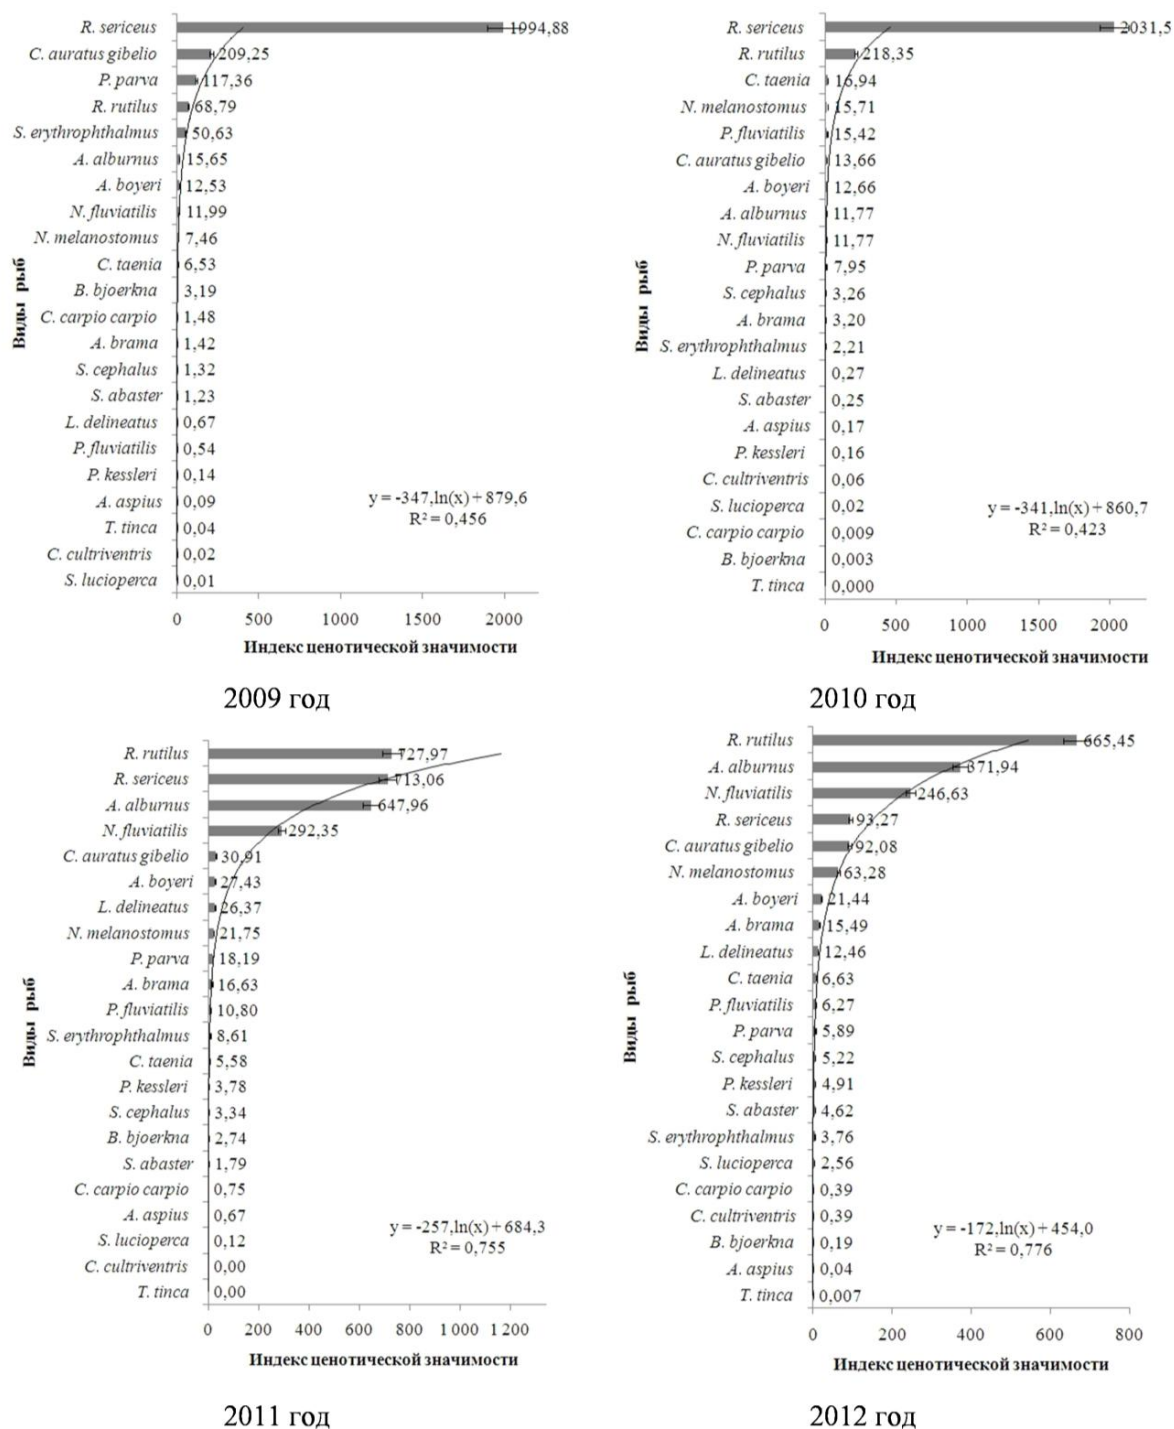 R. sericeus 1994,88
C. auratus gibelio 209,25
P. parva 117,36
R. rutilus 68,79
S. erythrophthalmus 50,63
A. alburnus 15,65
A. boyeri 12,53
N. fluviatilis 11,99
N. melanostomus 7,46
C. taenia 6,53
B. bjoerkna 3,19
C. carpio carpio 1,48
A. brama 1,42
S. cephalus 1,32
S. abaster 1,23
L. delineatus 0,67
P. fluviatilis 0,54
P. kessleri 0,14
A. aspius 0,09
T. tinca 0,04
C. cultriventris 0,02
S. lucioperca 0,01
y = -347,ln(x) + 879,6
R² = 0,456
Виды рыб
0 500 1000 1500 2000
Индекс ценотической значимости
2009 год
R. sericeus 2031,5
R. rutilus 218,35
C. taenia 16,94
N. melanostomus 15,71
P. fluviatilis 15,42
C. auratus gibelio 13,66
A. boyeri 12,66
A. alburnus 11,77
N. fluviatilis 11,77
P. parva 7,95
S. cephalus 3,26
A. brama 3,20
S. erythrophthalmus 2,21
L. delineatus 0,27
S. abaster 0,25
A. aspius 0,17
P. kessleri 0,16
C. cultriventris 0,06
S. lucioperca 0,02
C. carpio carpio 0,009
B. bjoerkna 0,003
T. tinca 0,000
y = -341,ln(x) + 860,7
R² = 0,423
Виды рыб
0 500 1000 1500 2000
Индекс ценотической значимости
2010 год
R. rutilus 727,97
R. sericeus 713,06
A. alburnus 647,96
N. fluviatilis 292,35
C. auratus gibelio 30,91
A. boyeri 27,43
L. delineatus 26,37
N. melanostomus 21,75
P. parva 18,19
A. brama 16,63
P. fluviatilis 10,80
S. erythrophthalmus 8,61
C. taenia 5,58
P. kessleri 3,78
S. cephalus 3,34
B. bjoerkna 2,74
S. abaster 1,79
C. carpio carpio 0,75
A. aspius 0,67
S. lucioperca 0,12
C. cultriventris 0,00
T. tinca 0,00
y = -257,ln(x) + 684,3
R² = 0,755
Виды рыб
0 200 400 600 800 1 000 1 200
Индекс ценотической значимости
2011 год
R. rutilus 665,45
A. alburnus 371,94
N. fluviatilis 246,63
R. sericeus 93,27
C. auratus gibelio 92,08
N. melanostomus 63,28
A. boyeri 21,44
A. brama 15,49
L. delineatus 12,46
C. taenia 6,63
P. fluviatilis 6,27
P. parva 5,89
S. cephalus 5,22
P. kessleri 4,91
S. abaster 4,62
S. erythrophthalmus 3,76
S. lucioperca 2,56
C. carpio carpio 0,39
C. cultriventris 0,39
B. bjoerkna 0,19
A. aspius 0,04
T. tinca 0,007
y = -172,ln(x) + 454,0
R² = 0,776
Виды рыб
0 200 400 600 800
Индекс ценотической значимости
2012 год